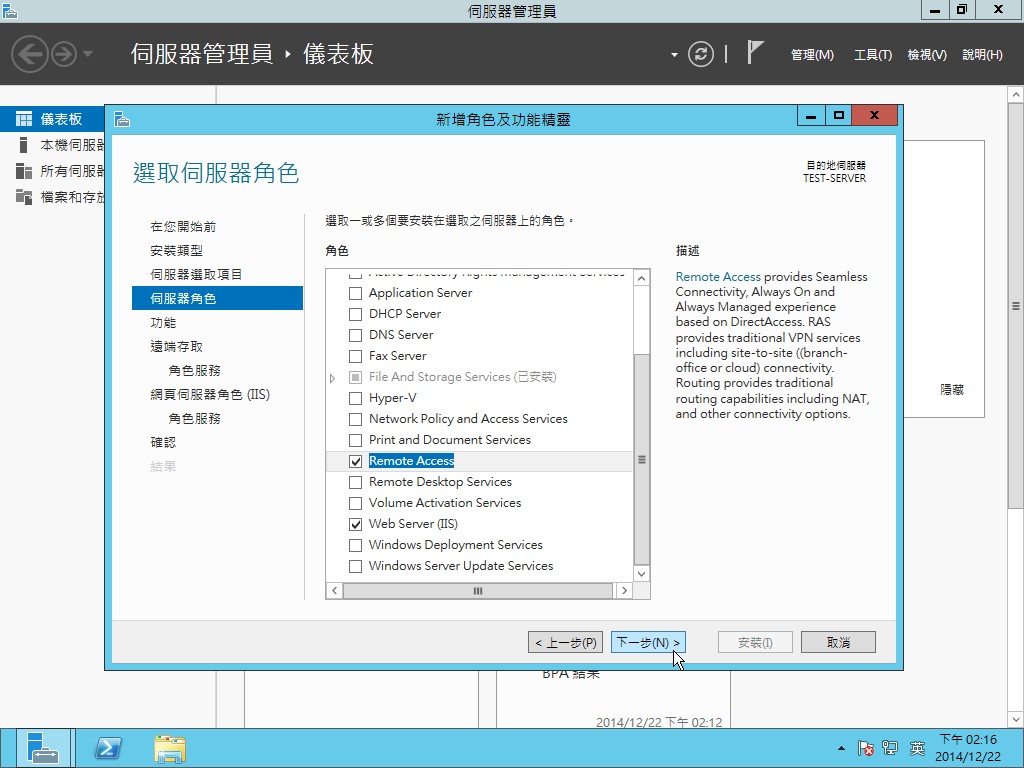 伺服器管理員
伺服器管理員 儀表板
管理(M) 工具(T) 檢視(V) 說明(H)
儀表板
本機伺服器
所有伺服器
檔案和存放
新增角色及功能精靈
選取伺服器角色
目的地伺服器
TEST-SERVER
在您開始前
安裝類型
伺服器選取項目
伺服器角色
功能
遠端存取
角色服務
網頁伺服器角色 (IIS)
角色服務
確認
結果
選取一或多個要安裝在選取之伺服器上的角色。
角色
Active Directory Rights Management Services
Application Server
DHCP Server
DNS Server
Fax Server
File And Storage Services (已安裝)
Hyper-V
Network Policy and Access Services
Print and Document Services
Remote Access
Remote Desktop Services
Volume Activation Services
Web Server (IIS)
Windows Deployment Services
Windows Server Update Services
描述
Remote Access provides Seamless
Connectivity, Always On and
Always Managed experience
based on DirectAccess. RAS
provides traditional VPN services
including site-to-site ((branch-
office or cloud) connectivity.
Routing provides traditional
routing capabilities including NAT,
and other connectivity options.
隱藏
< 上一步(P) 下一步(N) > 安裝(I) 取消
BPA 結果
2014/12/22 下午 02:12
英
下午 02:16
2014/12/22